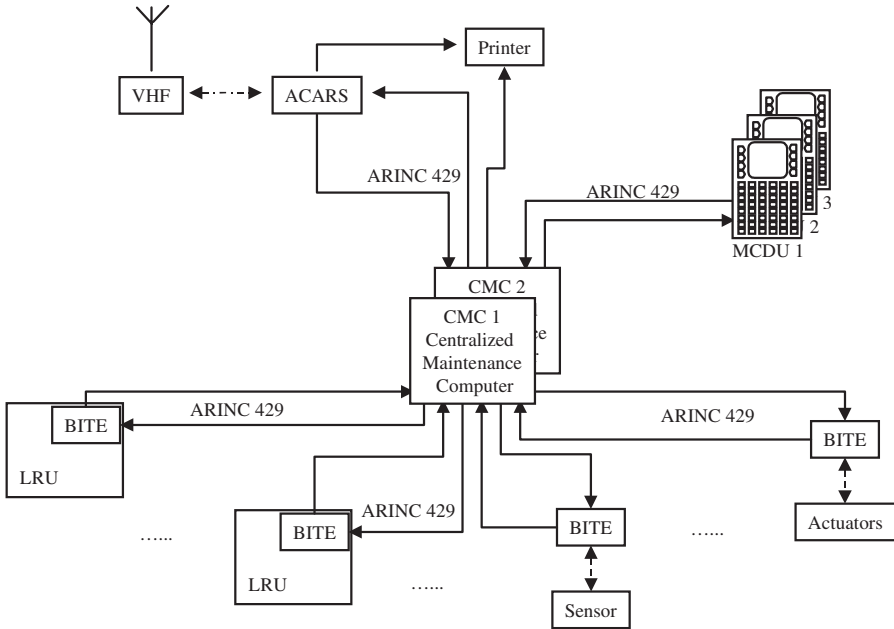 Printer
VHF
ACARS
ARINC 429
ARINC 429
3
2
MCDU 1
CMC 2
CMC 1
Centralized
Maintenance
Computer
ARINC 429
ARINC 429
BITE
BITE
LRU
ARINC 429
BITE
BITE
Actuators
LRU
Sensor
…...
…...
…...